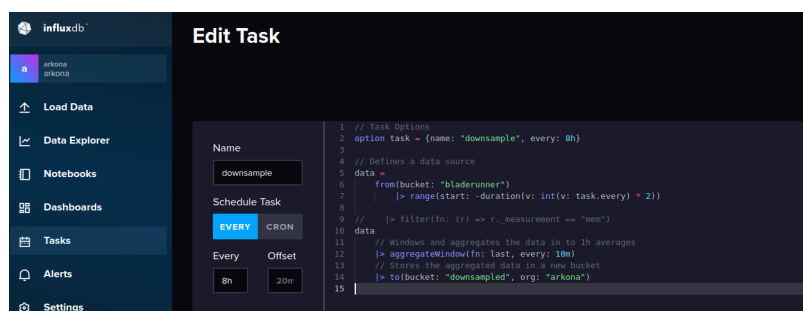 influxdb™
Edit Task
a
arkona
arkona
Load Data
Data Explorer
Notebooks
Dashboards
Tasks
Alerts
Settings
Name
downsample
Schedule Task
EVERY CRON
Every Offset
8h 20m
1 // Task Options
2 option task = {name: "downsample", every: 8h}
3
4 // Defines a data source
5 data =
6     from(bucket: "bladerunner")
7         |> range(start: -duration(v: int(v: task.every) * 2))
8
9 //    |> filter(fn: (r) => r._measurement == "mem")
10 data
11     // Windows and aggregates the data in to 1h averages
12     |> aggregateWindow(fn: last, every: 10m)
13     // Stores the aggregated data in a new bucket
14     |> to(bucket: "downsampled", org: "arkona")
15